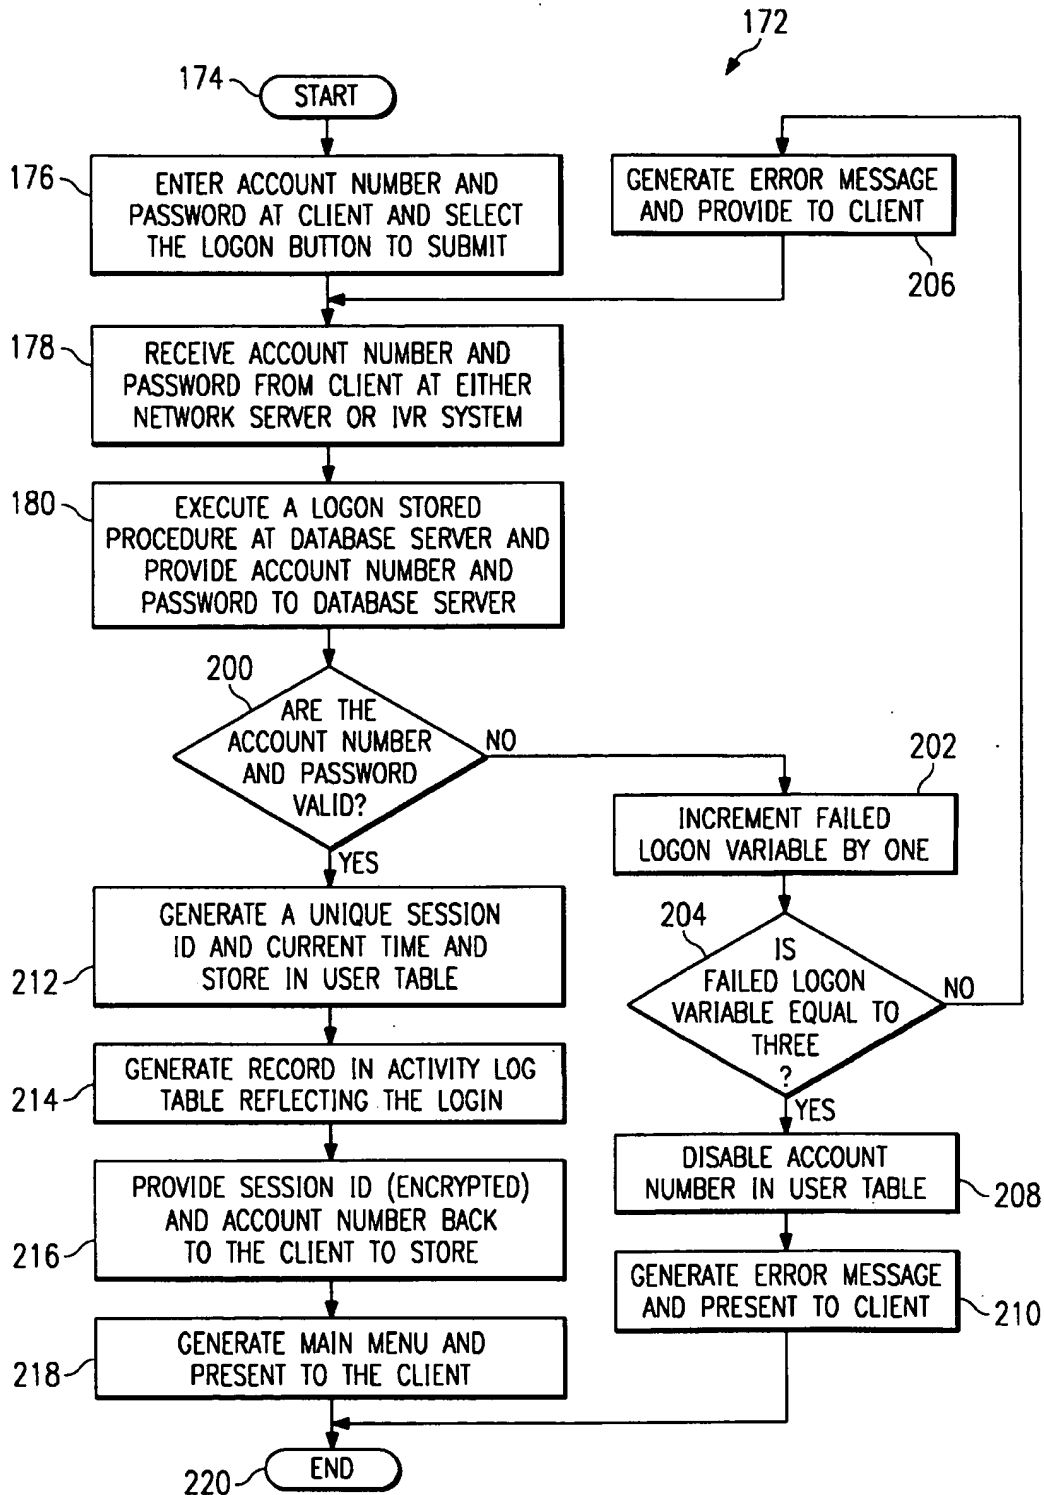 172
174
START
176
ENTER ACCOUNT NUMBER AND
PASSWORD AT CLIENT AND SELECT
THE LOGON BUTTON TO SUBMIT
GENERATE ERROR MESSAGE
AND PROVIDE TO CLIENT
206
178
RECEIVE ACCOUNT NUMBER AND
PASSWORD FROM CLIENT AT EITHER
NETWORK SERVER OR IVR SYSTEM
180
EXECUTE A LOGON STORED
PROCEDURE AT DATABASE SERVER AND
PROVIDE ACCOUNT NUMBER AND
PASSWORD TO DATABASE SERVER
200
ARE THE
ACCOUNT NUMBER
AND PASSWORD
VALID?
NO
YES
202
INCREMENT FAILED
LOGON VARIABLE BY ONE
204
IS
FAILED LOGON
VARIABLE EQUAL TO
THREE
?
NO
YES
212
GENERATE A UNIQUE SESSION
ID AND CURRENT TIME AND
STORE IN USER TABLE
214
GENERATE RECORD IN ACTIVITY LOG
TABLE REFLECTING THE LOGIN
DISABLE ACCOUNT
NUMBER IN USER TABLE
208
216
PROVIDE SESSION ID (ENCRYPTED)
AND ACCOUNT NUMBER BACK
TO THE CLIENT TO STORE
GENERATE ERROR MESSAGE
AND PRESENT TO CLIENT
210
218
GENERATE MAIN MENU AND
PRESENT TO THE CLIENT
220
END